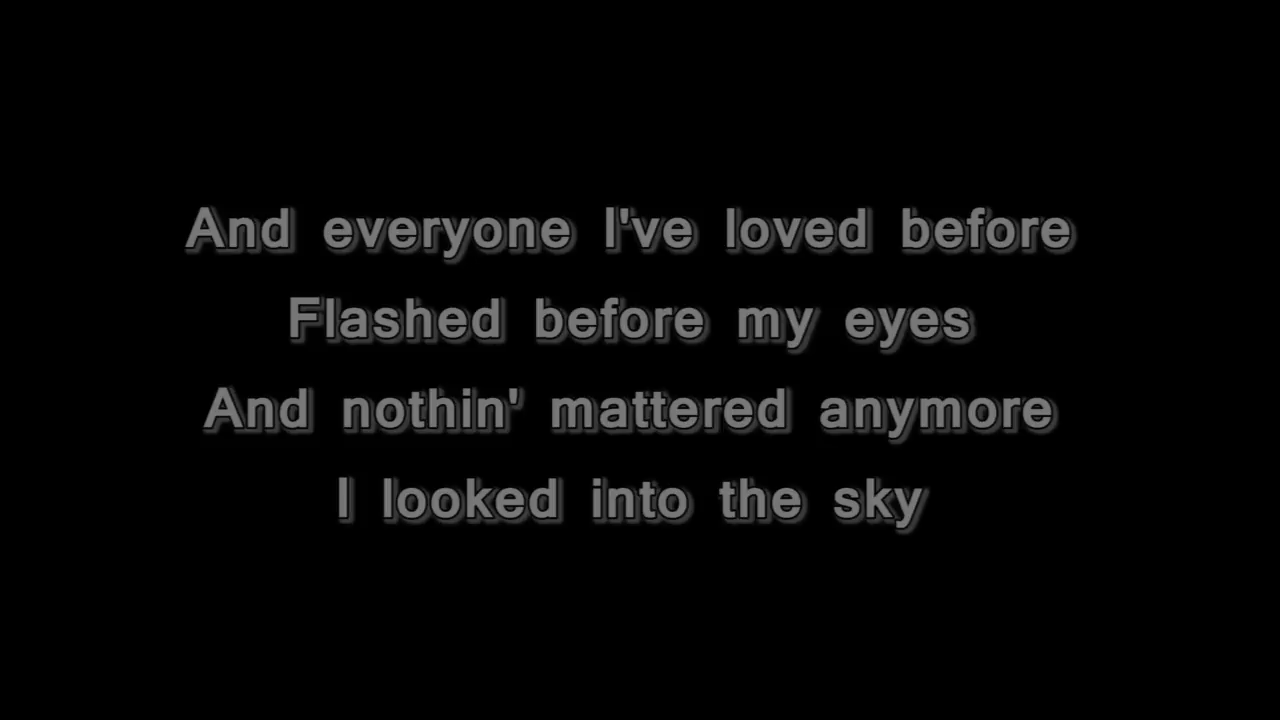 And everyone I've loved before
Flashed before my eyes
And nothin' mattered anymore
I looked into the sky